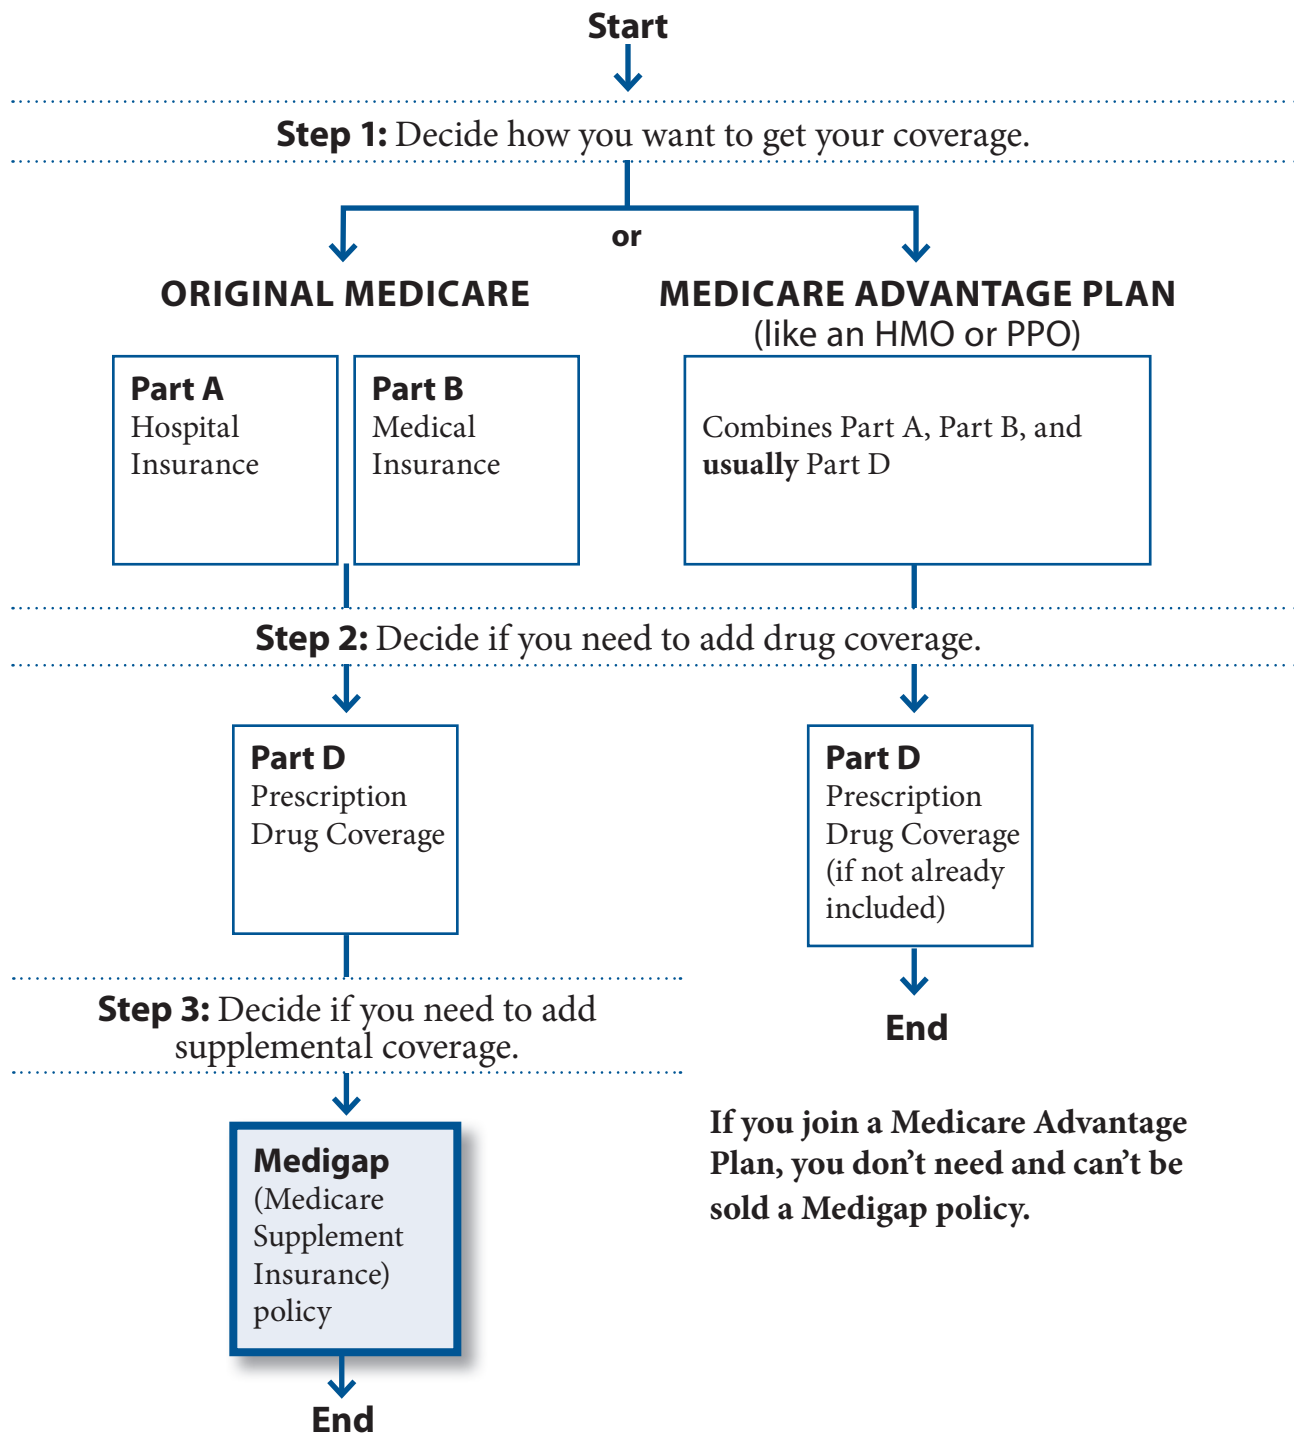 Start
Step 1: Decide how you want to get your coverage.
or
ORIGINAL MEDICARE
Part A
Hospital
Insurance
Part B
Medical
Insurance
MEDICARE ADVANTAGE PLAN
(like an HMO or PPO)
Combines Part A, Part B, and
usually Part D
Step 2: Decide if you need to add drug coverage.
Part D
Prescription
Drug Coverage
Part D
Prescription
Drug Coverage
(if not already
included)
End
Step 3: Decide if you need to add
supplemental coverage.
Medigap
(Medicare
Supplement
Insurance)
policy
End
If you join a Medicare Advantage
Plan, you don’t need and can’t be
sold a Medigap policy.